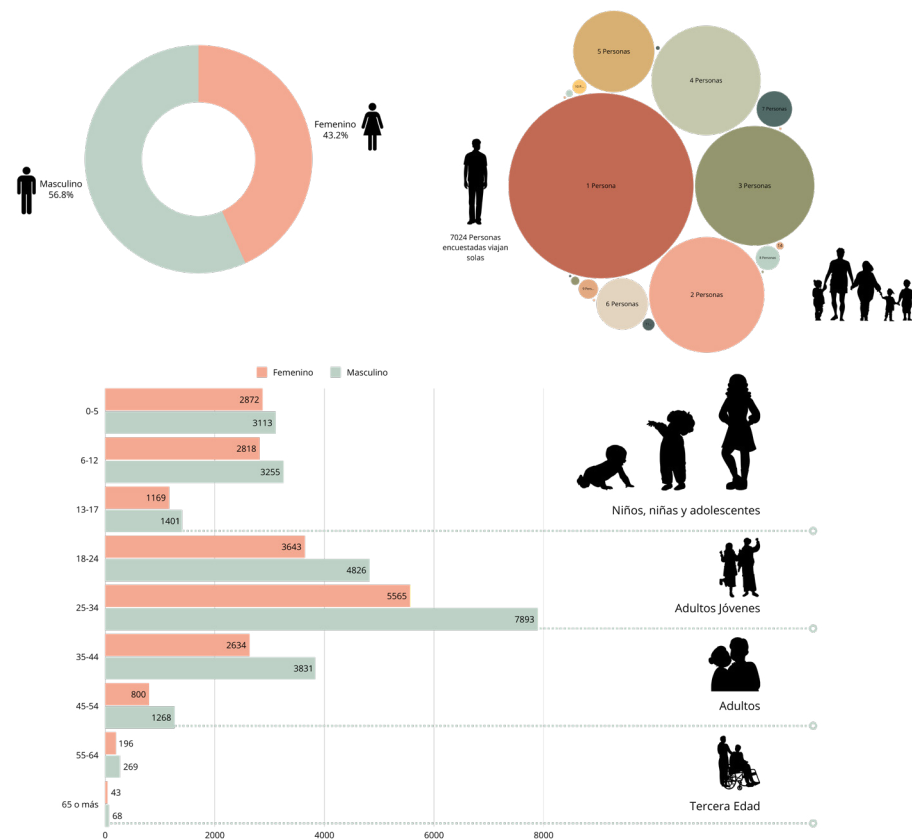 Femenino
43.2%
Masculino
56.8%
5 Personas
4 Personas
7 Personas
1 Persona
3 Personas
7024 Personas
encuestadas viajan
solas
2 Personas
6 Personas
Femenino
Masculino
0-5
2872
3113
6-12
2818
3255
13-17
1169
1401
Niños, niñas y adolescentes
18-24
3643
4826
25-34
5565
7893
Adultos Jóvenes
35-44
2634
3831
45-54
800
1268
Adultos
55-64
196
269
65 o más
43
68
Tercera Edad
0
2000
4000
6000
8000